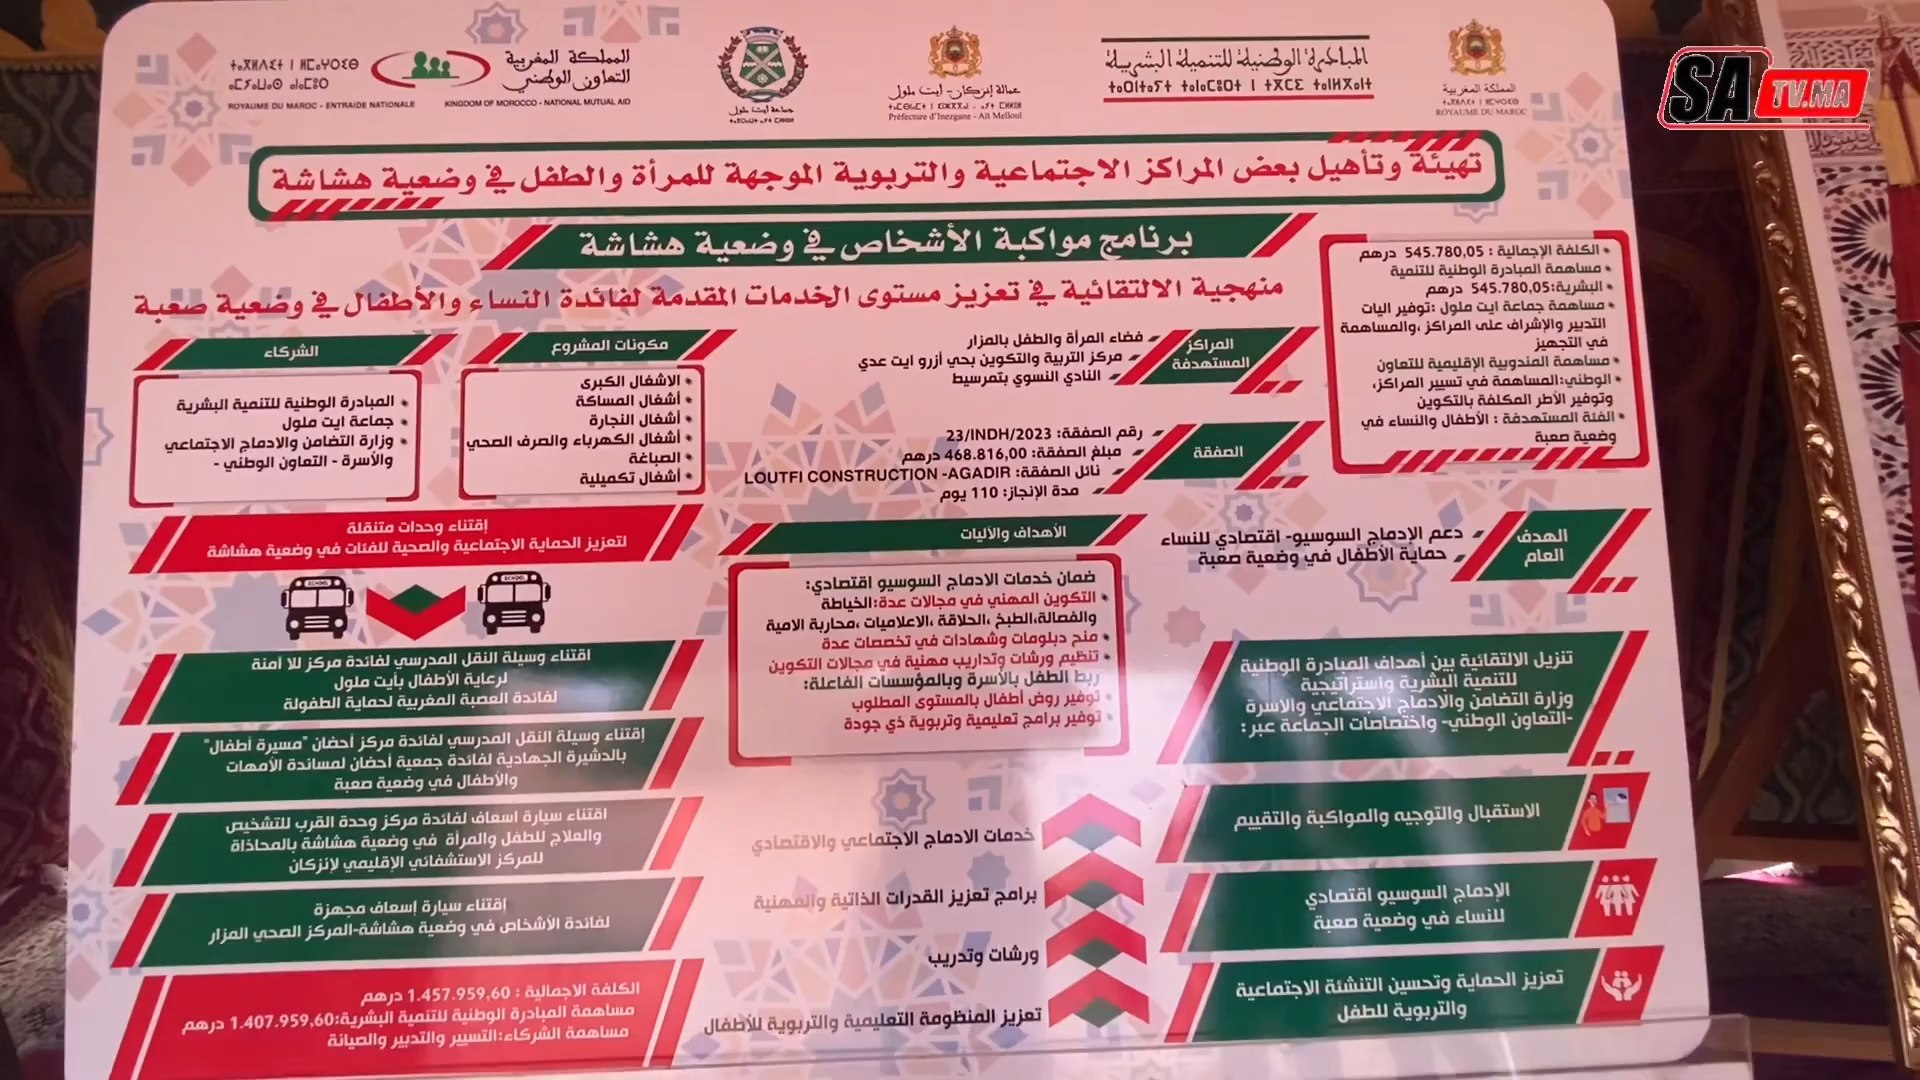 المملكة المغربية
التعاون الوطني
ROYAUME DU MAROC - ENTRAIDE NATIONALE
KINGDOM OF MOROCCO - NATIONAL MUTUAL AID
جماعة ايت ملول
عمالة إنزكان - ايت ملول
Préfecture d'Inezgane - Aït Melloul
المبادرة الوطنية للتنمية البشرية
المملكة المغربية
ROYAUME DU MAROC
SA TV.MA
تهيئة وتأهيل بعض المراكز الاجتماعية والتربوية الموجهة للمرأة والطفل في وضعية هشاشة
برنامج مواكبة الأشخاص في وضعية هشاشة
منهجية الالتقائية في تعزيز مستوى الخدمات المقدمة لفائدة النساء والأطفال في وضعية صعبة
• الكلفة الإجمالية : 545.780,05 درهم
• مساهمة المبادرة الوطنية للتنمية
• البشرية:545.780,05 درهم
• مساهمة جماعة ايت ملول :توفير اليات
التدبير والإشراف على المراكز ،والمساهمة
في التجهيز
• مساهمة المندوبية الإقليمية للتعاون
• الوطني:المساهمة في تسيير المراكز،
وتوفير الأطر المكلفة بالتكوين
• الفئة المستهدفة : الأطفال والنساء في
وضعية صعبة
المراكز
المستهدفة
فضاء المرأة والطفل بالمزار
مركز التربية والتكوين بحي أزرو ايت عدي
النادي النسوي بتمرسيط
الصفقة
رقم الصفقة: 23/INDH/2023
مبلغ الصفقة: 468.816,00 درهم
نائل الصفقة: LOUTFI CONSTRUCTION -AGADIR
مدة الإنجاز: 110 يوم
مكونات المشروع
• الاشغال الكبرى
• أشغال المساكة
• أشغال النجارة
• أشغال الكهرباء والصرف الصحي
• الصباغة
• أشغال تكميلية
الشركاء
• المبادرة الوطنية للتنمية البشرية
• جماعة ايت ملول
• وزارة التضامن والادماج الاجتماعي
والأسرة - التعاون الوطني -
الهدف
العام
دعم الإدماج السوسيو- اقتصادي للنساء
حماية الأطفال في وضعية صعبة
تنزيل الالتقائية بين أهداف المبادرة الوطنية
للتنمية البشرية واستراتيجية
وزارة التضامن والادماج الاجتماعي والأسرة
-التعاون الوطني- واختصاصات الجماعة عبر:
الاستقبال والتوجيه والمواكبة والتقييم
الإدماج السوسيو اقتصادي
للنساء في وضعية صعبة
تعزيز الحماية وتحسين التنشئة الاجتماعية
والتربوية للطفل
الأهداف والآليات
ضمان خدمات الادماج السوسيو اقتصادي:
• التكوين المهني في مجالات عدة:الخياطة
والفصالة،الطبخ ،الحلاقة ،الاعلاميات ،محاربة الامية
• منح دبلومات وشهادات في تخصصات عدة
• تنظيم ورشات وتداريب مهنية في مجالات التكوين
ربط الطفل بالأسرة وبالمؤسسات الفاعلة:
• توفير روض أطفال بالمستوى المطلوب
• توفير برامج تعليمية وتربوية ذي جودة
خدمات الادماج الاجتماعي والاقتصادي
برامج تعزيز القدرات الذاتية والمهنية
ورشات وتدريب
تعزيز المنظومة التعليمية والتربوية للأطفال
إقتناء وحدات متنقلة
لتعزيز الحماية الاجتماعية والصحية للفئات في وضعية هشاشة
SCHOOL
SCHOOL
اقتناء وسيلة النقل المدرسي لفائدة مركز للا أمنة
لرعاية الأطفال بأيت ملول
لفائدة العصبة المغربية لحماية الطفولة
إقتناء وسيلة النقل المدرسي لفائدة مركز أحضان "مسيرة أطفال"
بالدشيرة الجهادية لفائدة جمعية أحضان لمساندة الأمهات
والأطفال في وضعية صعبة
اقتناء سيارة اسعاف لفائدة مركز وحدة القرب للتشخيص
والعلاج للطفل والمرأة في وضعية هشاشة بالمحاذاة
للمركز الاستشفائي الإقليمي لإنزكان
إقتناء سيارة إسعاف مجهزة
لفائدة الأشخاص في وضعية هشاشة-المركز الصحي المزار
الكلفة الاجمالية : 1.457.959,60 درهم
مساهمة المبادرة الوطنية للتنمية البشرية:1.407.959,60 درهم
مساهمة الشركاء:التسيير والتدبير والصيانة